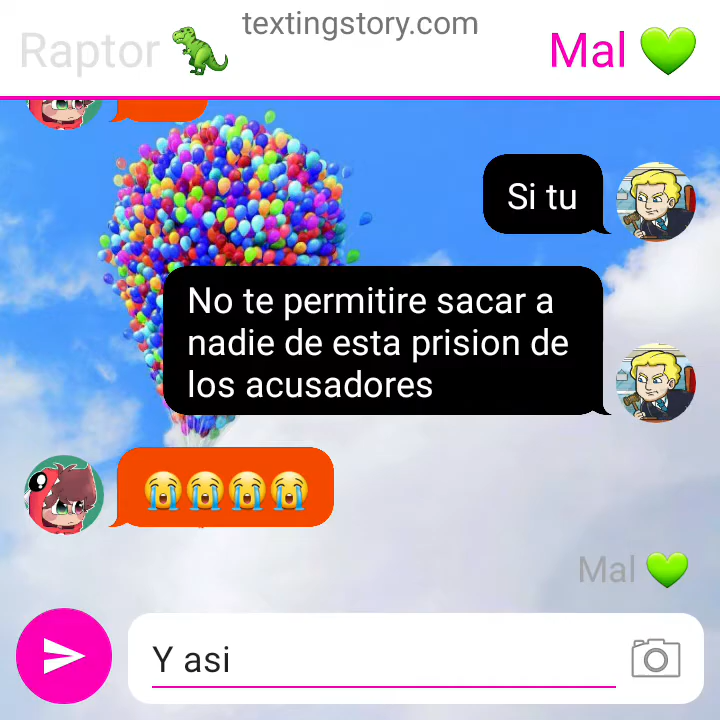 textingstory.com
Raptor 🦖 Mal 💚
Si tu
No te permitire sacar a
nadie de esta prision de
los acusadores
😭😭😭😭
Mal 💚
Y asi